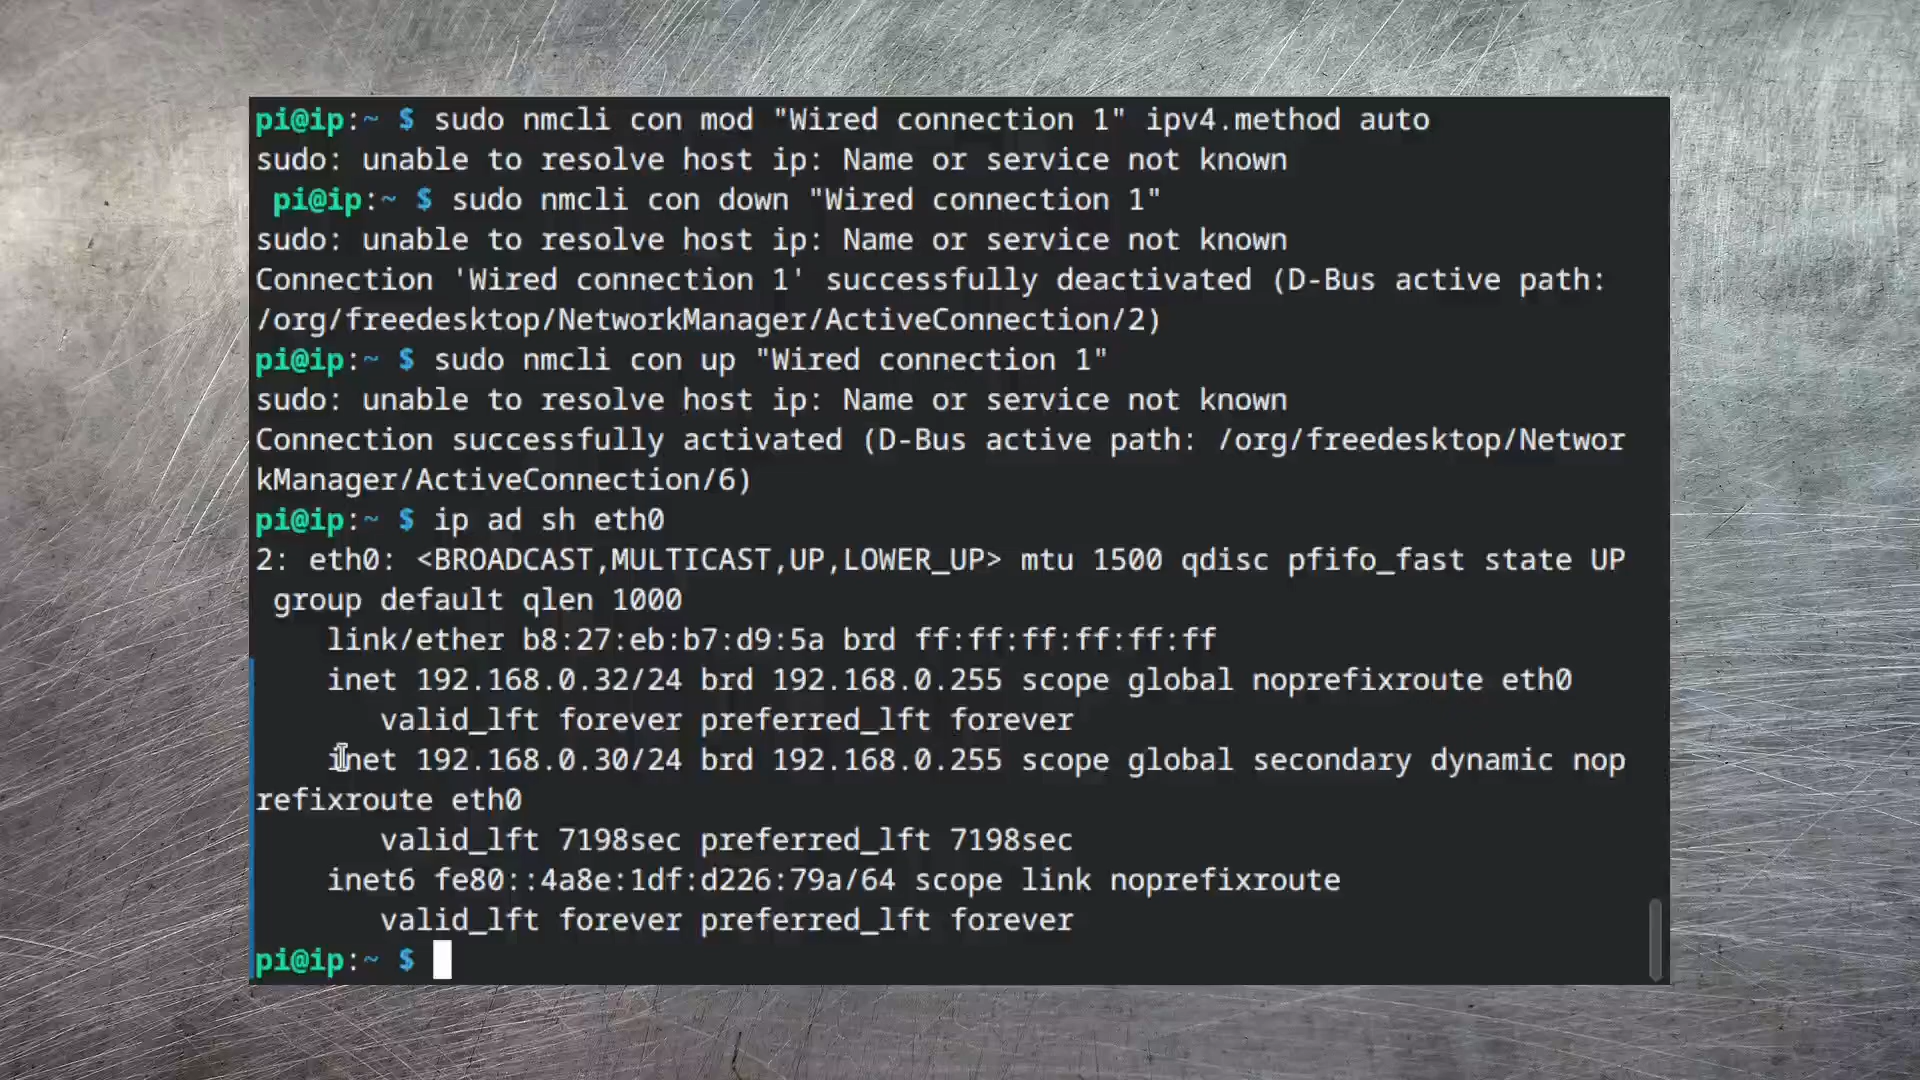 pi@ip:~ $ sudo nmcli con mod "Wired connection 1" ipv4.method auto
sudo: unable to resolve host ip: Name or service not known
 pi@ip:~ $ sudo nmcli con down "Wired connection 1"
sudo: unable to resolve host ip: Name or service not known
Connection 'Wired connection 1' successfully deactivated (D-Bus active path:
/org/freedesktop/NetworkManager/ActiveConnection/2)
pi@ip:~ $ sudo nmcli con up "Wired connection 1"
sudo: unable to resolve host ip: Name or service not known
Connection successfully activated (D-Bus active path: /org/freedesktop/Networ
kManager/ActiveConnection/6)
pi@ip:~ $ ip ad sh eth0
2: eth0: <BROADCAST,MULTICAST,UP,LOWER_UP> mtu 1500 qdisc pfifo_fast state UP
 group default qlen 1000
    link/ether b8:27:eb:b7:d9:5a brd ff:ff:ff:ff:ff:ff
    inet 192.168.0.32/24 brd 192.168.0.255 scope global noprefixroute eth0
       valid_lft forever preferred_lft forever
    inet 192.168.0.30/24 brd 192.168.0.255 scope global secondary dynamic nop
refixroute eth0
       valid_lft 7198sec preferred_lft 7198sec
    inet6 fe80::4a8e:1df:d226:79a/64 scope link noprefixroute
       valid_lft forever preferred_lft forever
pi@ip:~ $